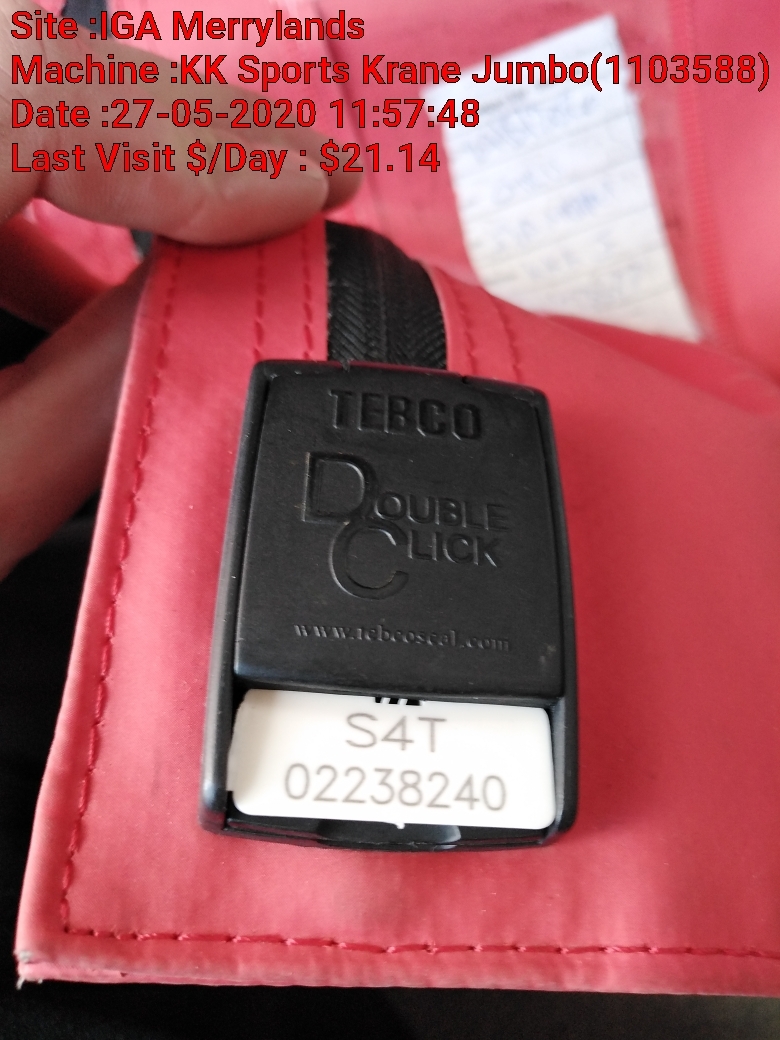 Site :IGA Merrylands
Machine :KK Sports Krane Jumbo(1103588)
Date :27-05-2020 11:57:48
Last Visit $/Day : $21.14
TEBCO
DOUBLE
CLICK
www.tebcoseal.com
S4T
02238240